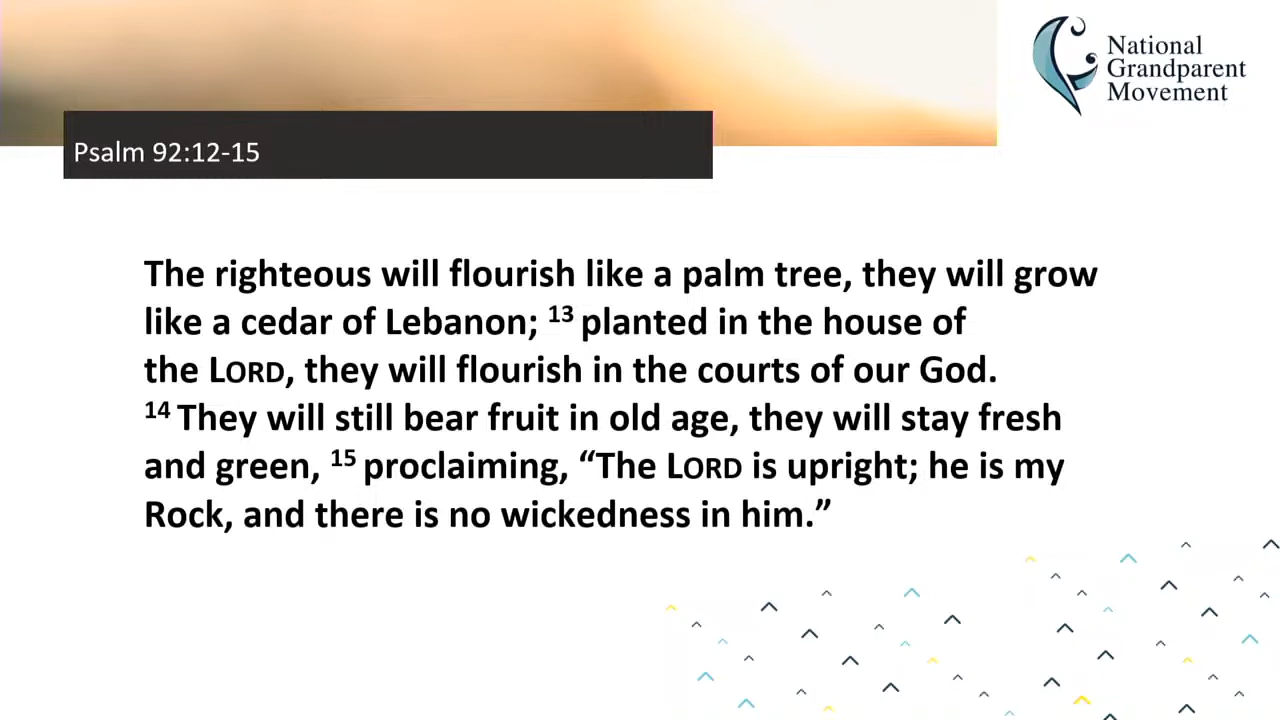 National
Grandparent
Movement
Psalm 92:12-15
The righteous will flourish like a palm tree, they will grow
like a cedar of Lebanon; 13 planted in the house of
the LORD, they will flourish in the courts of our God.
14 They will still bear fruit in old age, they will stay fresh
and green, 15 proclaiming, “The LORD is upright; he is my
Rock, and there is no wickedness in him.”